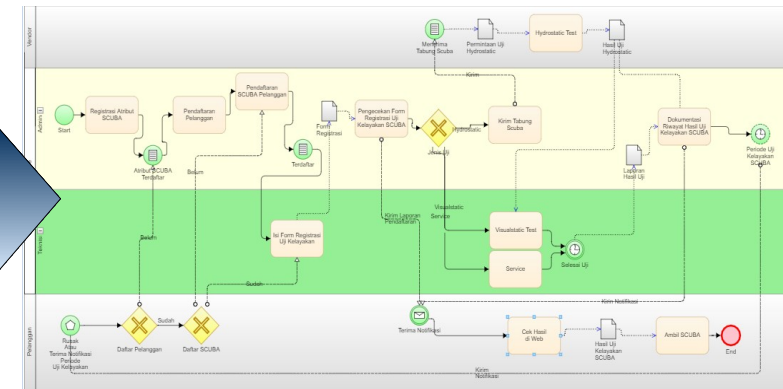 Vendor
Menerima
Tabung Scuba
Permintaan Uji
Hydrostatic
Hydrostatic Test
Hasil Uji
Hydrostatic
Kirim
Admin
Start
Registrasi Atribut
SCUBA
Pendaftaran
Pelanggan
Pendaftaran
SCUBA Pelanggan
Atribut SCUBA
Terdaftar
Terdaftar
Form
Registrasi
Pengecekan Form
Registrasi Uji
Kelayakan SCUBA
Jenis Uji
Hydrostatic
Kirim Tabung
Scuba
Dokumentasi
Riwayat Hasil Uji
Kelayakan SCUBA
Periode Uji
Kelayakan
SCUBA
Laporan
Hasil Uji
Belum
Belum
Isi Form Registrasi
Uji Kelayakan
Kirim Laporan
Pendaftaran
Visualstatic
Service
Visualstatic Test
Service
Selesai Uji
Sudah
Kirim Notifikasi
Pelanggan
Rusak
Atau
Terima Notifikasi
Periode
Uji Kelayakan
Sudah
Daftar Pelanggan
Daftar SCUBA
Terima Notifikasi
Cek Hasil
di Web
Hasil Uji
Kelayakan
SCUBA
Ambil SCUBA
End
Kirim
Notifikasi